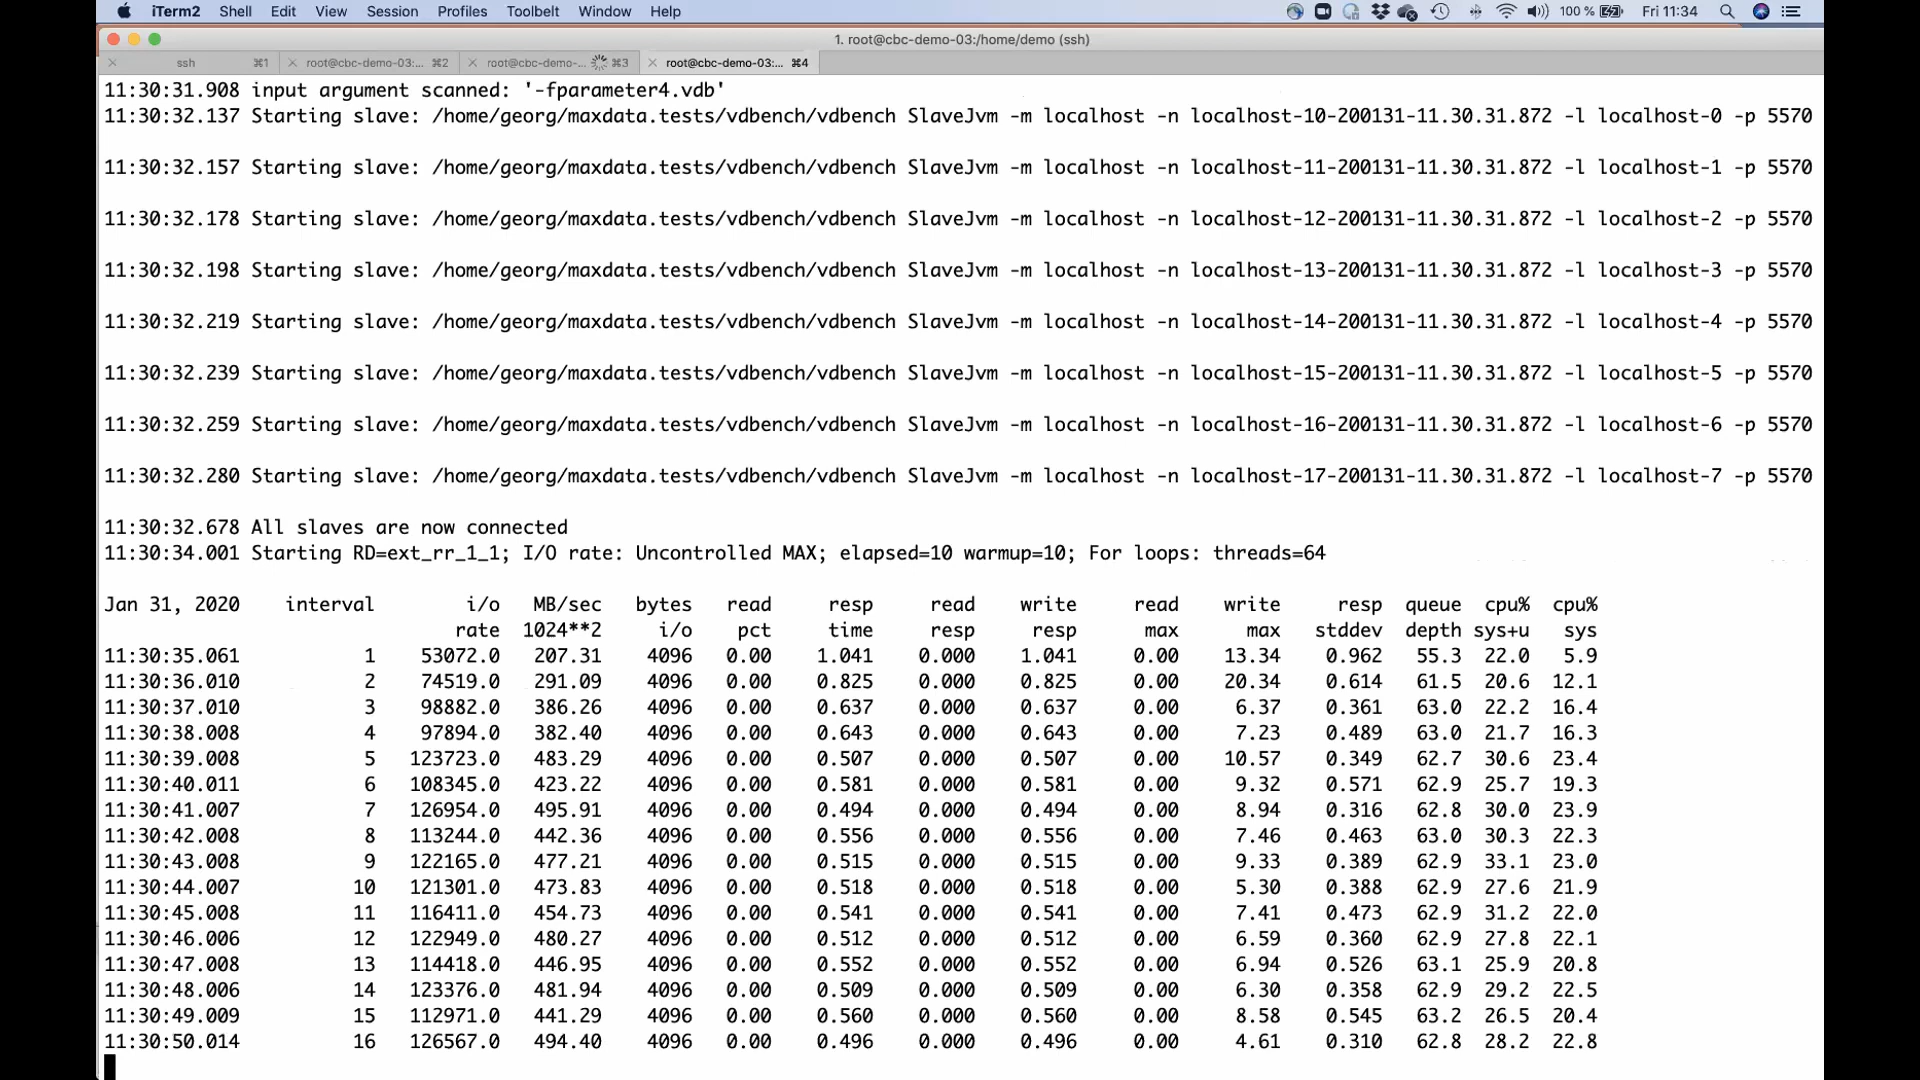 iTerm2 Shell Edit View Session Profiles Toolbelt Window Help 100 % Fri 11:34
1. root@cbc-demo-03:/home/demo (ssh)
ssh ⌘1 root@cbc-demo-03:... ⌘2 root@cbc-demo-... ⌘3 root@cbc-demo-03:... ⌘4
11:30:31.908 input argument scanned: '-fparameter4.vdb'
11:30:32.137 Starting slave: /home/georg/maxdata.tests/vdbench/vdbench SlaveJvm -m localhost -n localhost-10-200131-11.30.31.872 -l localhost-0 -p 5570
11:30:32.157 Starting slave: /home/georg/maxdata.tests/vdbench/vdbench SlaveJvm -m localhost -n localhost-11-200131-11.30.31.872 -l localhost-1 -p 5570
11:30:32.178 Starting slave: /home/georg/maxdata.tests/vdbench/vdbench SlaveJvm -m localhost -n localhost-12-200131-11.30.31.872 -l localhost-2 -p 5570
11:30:32.198 Starting slave: /home/georg/maxdata.tests/vdbench/vdbench SlaveJvm -m localhost -n localhost-13-200131-11.30.31.872 -l localhost-3 -p 5570
11:30:32.219 Starting slave: /home/georg/maxdata.tests/vdbench/vdbench SlaveJvm -m localhost -n localhost-14-200131-11.30.31.872 -l localhost-4 -p 5570
11:30:32.239 Starting slave: /home/georg/maxdata.tests/vdbench/vdbench SlaveJvm -m localhost -n localhost-15-200131-11.30.31.872 -l localhost-5 -p 5570
11:30:32.259 Starting slave: /home/georg/maxdata.tests/vdbench/vdbench SlaveJvm -m localhost -n localhost-16-200131-11.30.31.872 -l localhost-6 -p 5570
11:30:32.280 Starting slave: /home/georg/maxdata.tests/vdbench/vdbench SlaveJvm -m localhost -n localhost-17-200131-11.30.31.872 -l localhost-7 -p 5570
11:30:32.678 All slaves are now connected
11:30:34.001 Starting RD=ext_rr_1_1; I/O rate: Uncontrolled MAX; elapsed=10 warmup=10; For loops: threads=64
Jan 31, 2020 interval i/o MB/sec bytes read resp read write read write resp queue cpu% cpu%
rate 1024**2 i/o pct time resp resp max max stddev depth sys+u sys
11:30:35.061 1 53072.0 207.31 4096 0.00 1.041 0.000 1.041 0.00 13.34 0.962 55.3 22.0 5.9
11:30:36.010 2 74519.0 291.09 4096 0.00 0.825 0.000 0.825 0.00 20.34 0.614 61.5 20.6 12.1
11:30:37.010 3 98882.0 386.26 4096 0.00 0.637 0.000 0.637 0.00 6.37 0.361 63.0 22.2 16.4
11:30:38.008 4 97894.0 382.40 4096 0.00 0.643 0.000 0.643 0.00 7.23 0.489 63.0 21.7 16.3
11:30:39.008 5 123723.0 483.29 4096 0.00 0.507 0.000 0.507 0.00 10.57 0.349 62.7 30.6 23.4
11:30:40.011 6 108345.0 423.22 4096 0.00 0.581 0.000 0.581 0.00 9.32 0.571 62.9 25.7 19.3
11:30:41.007 7 126954.0 495.91 4096 0.00 0.494 0.000 0.494 0.00 8.94 0.316 62.8 30.0 23.9
11:30:42.008 8 113244.0 442.36 4096 0.00 0.556 0.000 0.556 0.00 7.46 0.463 63.0 30.3 22.3
11:30:43.008 9 122165.0 477.21 4096 0.00 0.515 0.000 0.515 0.00 9.33 0.389 62.9 33.1 23.0
11:30:44.007 10 121301.0 473.83 4096 0.00 0.518 0.000 0.518 0.00 5.30 0.388 62.9 27.6 21.9
11:30:45.008 11 116411.0 454.73 4096 0.00 0.541 0.000 0.541 0.00 7.41 0.473 62.9 31.2 22.0
11:30:46.006 12 122949.0 480.27 4096 0.00 0.512 0.000 0.512 0.00 6.59 0.360 62.9 27.8 22.1
11:30:47.008 13 114418.0 446.95 4096 0.00 0.552 0.000 0.552 0.00 6.94 0.526 63.1 25.9 20.8
11:30:48.006 14 123376.0 481.94 4096 0.00 0.509 0.000 0.509 0.00 6.30 0.358 62.9 29.2 22.5
11:30:49.009 15 112971.0 441.29 4096 0.00 0.560 0.000 0.560 0.00 8.58 0.545 63.2 26.5 20.4
11:30:50.014 16 126567.0 494.40 4096 0.00 0.496 0.000 0.496 0.00 4.61 0.310 62.8 28.2 22.8